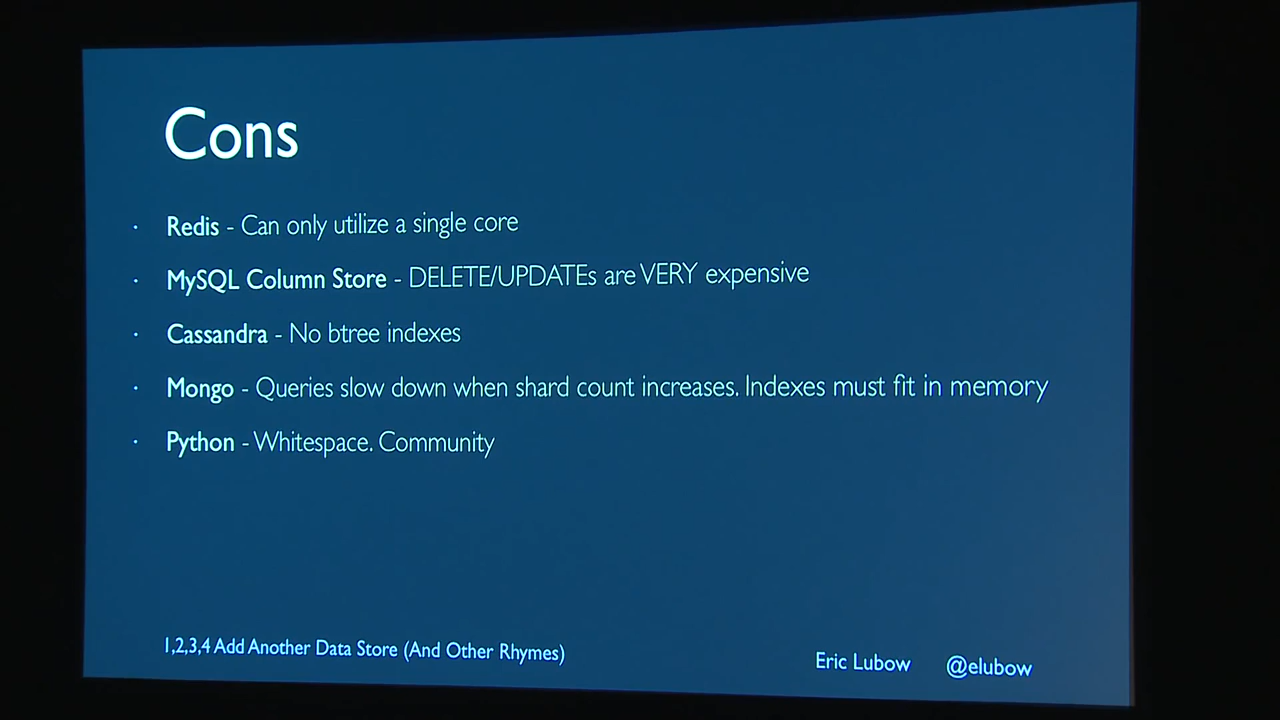 Cons
· Redis - Can only utilize a single core
· MySQL Column Store - DELETE/UPDATEs are VERY expensive
· Cassandra - No btree indexes
· Mongo - Queries slow down when shard count increases. Indexes must fit in memory
· Python - Whitespace. Community
1,2,3,4 Add Another Data Store (And Other Rhymes)
Eric Lubow @elubow